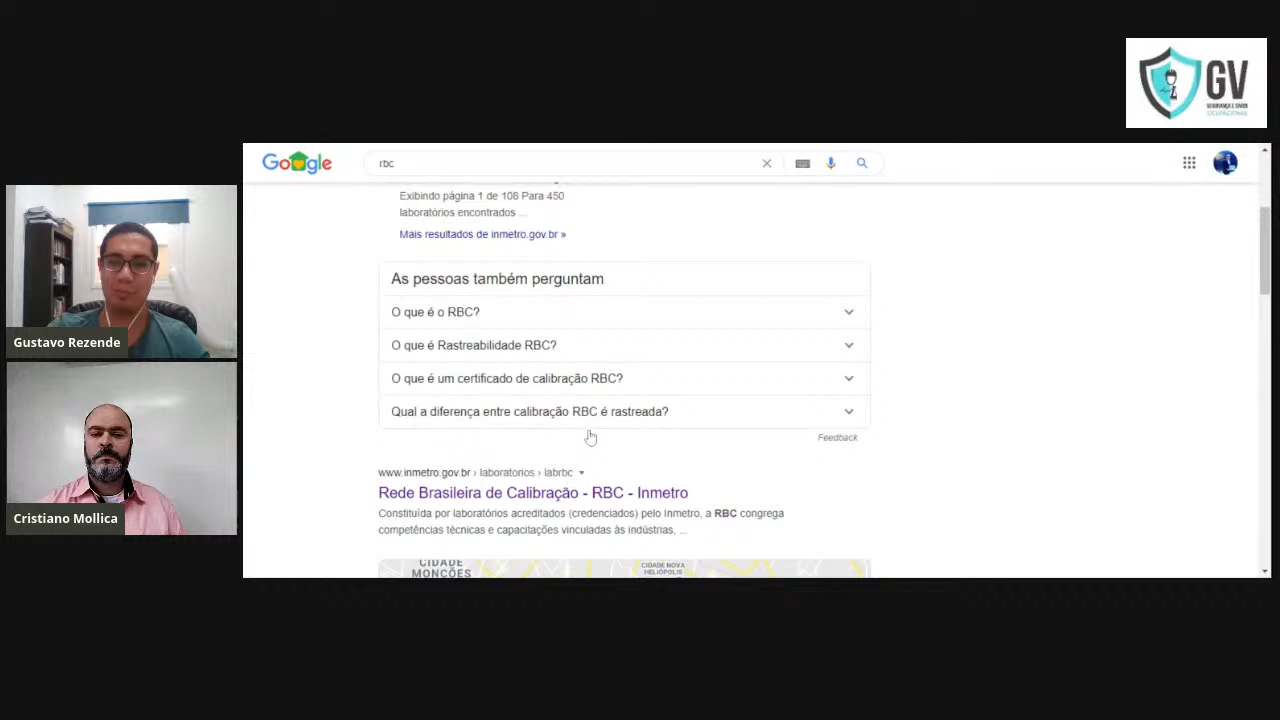 GV
SEGURANÇA E SAÚDE
OCUPACIONAL
Google
rbc
Exibindo página 1 de 108 Para 450
laboratórios encontrados ...
Mais resultados de inmetro.gov.br »
As pessoas também perguntam
O que é o RBC?
O que é Rastreabilidade RBC?
O que é um certificado de calibração RBC?
Qual a diferença entre calibração RBC é rastreada?
Feedback
www.inmetro.gov.br › laboratorios › labrbc
Rede Brasileira de Calibração - RBC - Inmetro
Constituída por laboratórios acreditados (credenciados) pelo Inmetro, a RBC congrega
competências técnicas e capacitações vinculadas às indústrias, ...
CIDADE
MONÇÕES
CIDADE NOVA
HELIÓPOLIS
Gustavo Rezende
Cristiano Mollica